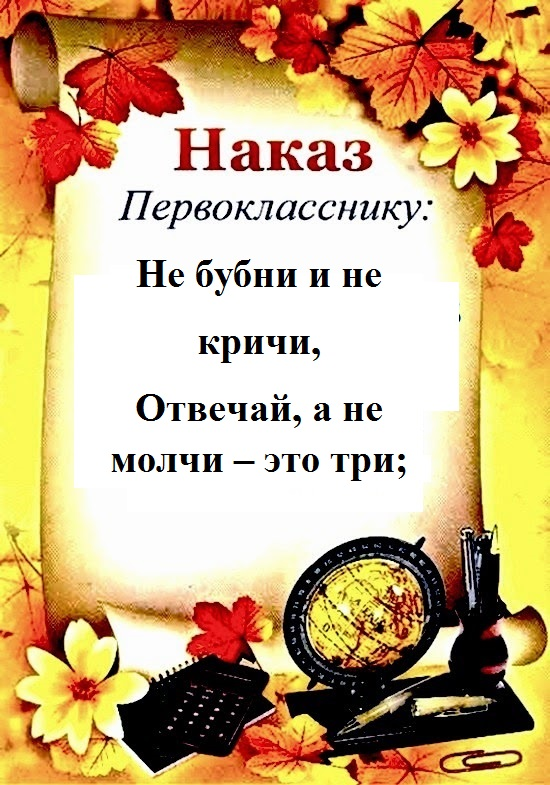 Наказ
Первокласснику:
Не бубни и не
кричи,
Отвечай, а не
молчи – это три;